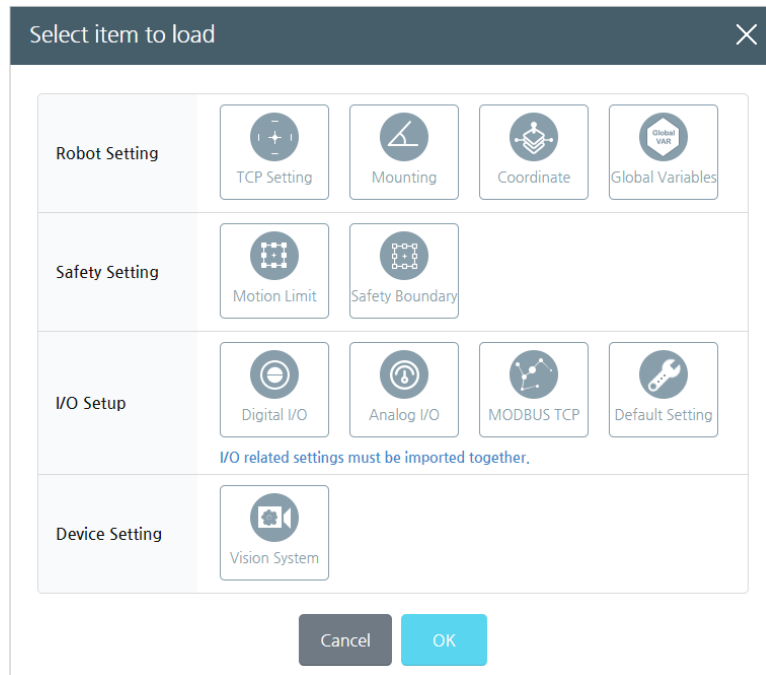 Select item to load
Robot Setting
TCP Setting
Mounting
Coordinate
Global
VAR
Global Variables
Safety Setting
Motion Limit
Safety Boundary
I/O Setup
Digital I/O
Analog I/O
MODBUS TCP
Default Setting
I/O related settings must be imported together.
Device Setting
Vision System
Cancel
OK